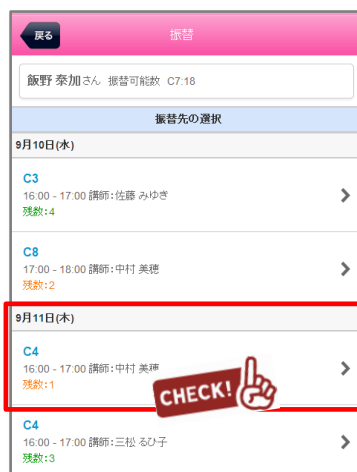 戻る
振替
飯野 奈加さん 振替可能数 C7:18
振替先の選択
9月10日(水)
C3
16:00 - 17:00 講師:佐藤 みゆき
残数:4
C8
17:00 - 18:00 講師:中村 美穂
残数:2
9月11日(木)
C4
16:00 - 17:00 講師:中村 美穂
残数:1
CHECK!
C4
16:00 - 17:00 講師:三松 るひ子
残数:3